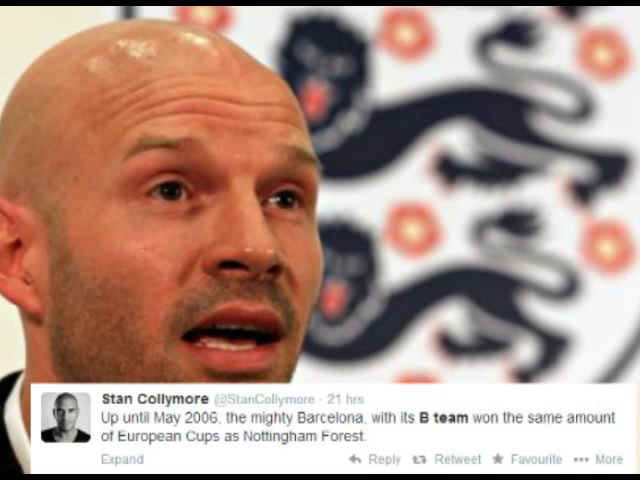 Stan Collymore @StanCollymore · 21 hrs
Up until May 2006, the mighty Barcelona, with its B team won the same amount
of European Cups as Nottingham Forest.
Expand Reply Retweet Favourite More